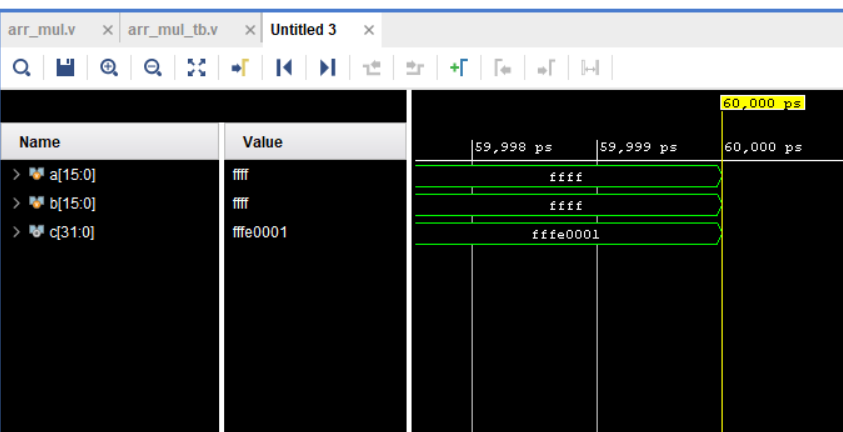 arr_mul.v × arr_mul_tb.v × Untitled 3 ×
60,000 ps
Name Value 59,998 ps 59,999 ps 60,000 ps
> a[15:0] ffff ffff
> b[15:0] ffff ffff
> c[31:0] fffe0001 fffe0001